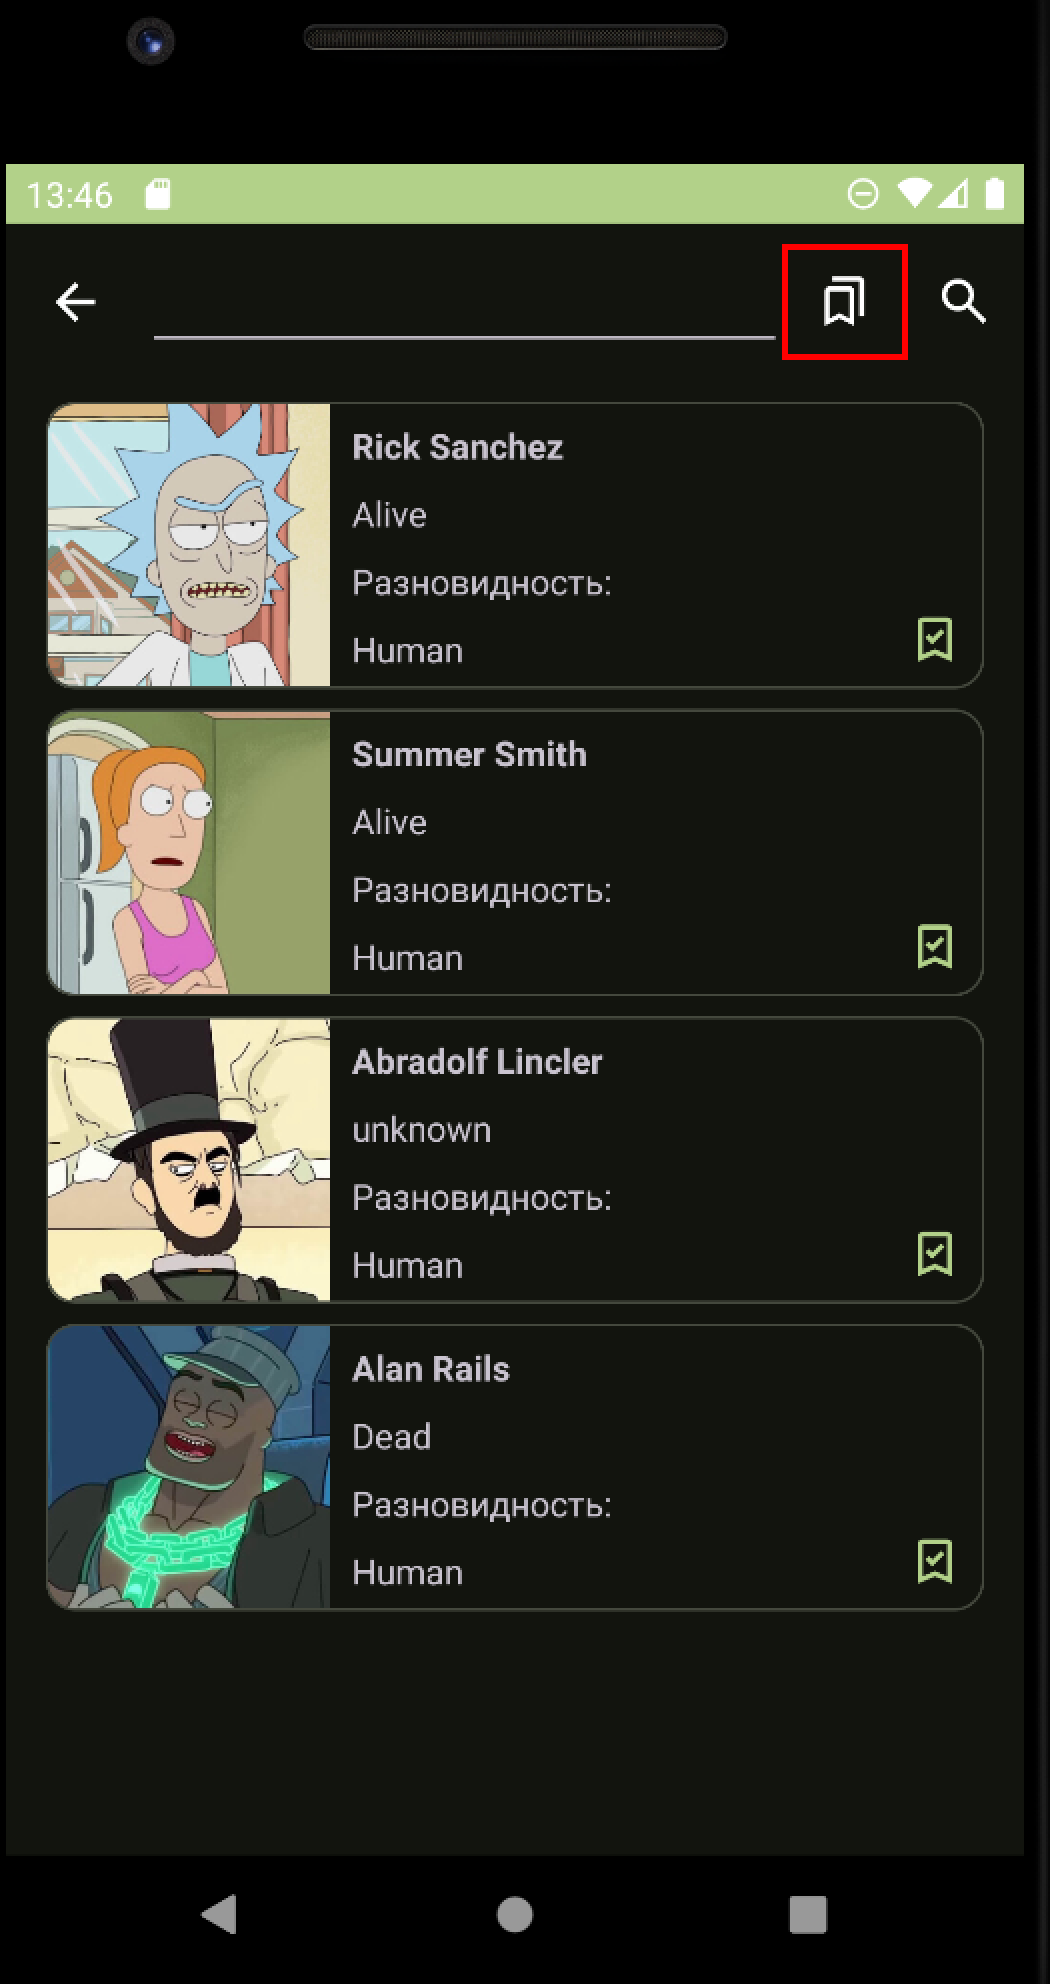 13:46
Rick Sanchez
Alive
Разновидность:
Human
Summer Smith
Alive
Разновидность:
Human
Abradolf Lincler
unknown
Разновидность:
Human
Alan Rails
Dead
Разновидность:
Human